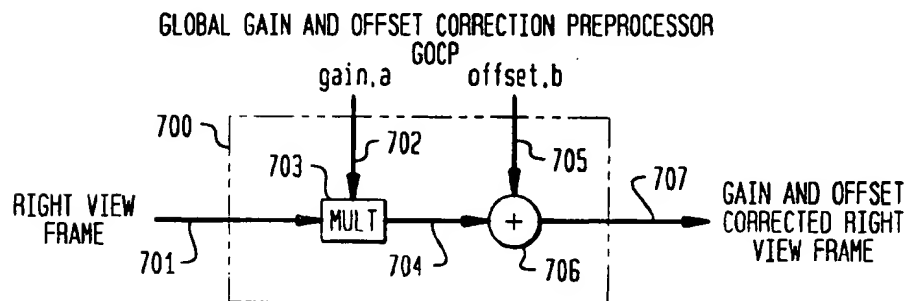 GLOBAL GAIN AND OFFSET CORRECTION PREPROCESSOR
GOCP
gain,a offset,b
700
702
705
703
707
RIGHT VIEW
FRAME
MULT
+
GAIN AND OFFSET
CORRECTED RIGHT
VIEW FRAME
701
704
706